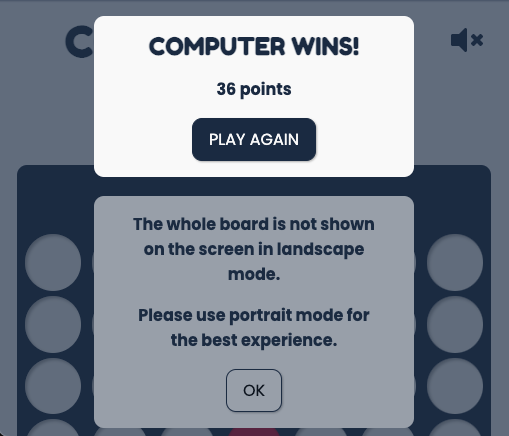 C
COMPUTER WINS!
36 points
PLAY AGAIN
The whole board is not shown
on the screen in landscape
mode.
Please use portrait mode for
the best experience.
OK